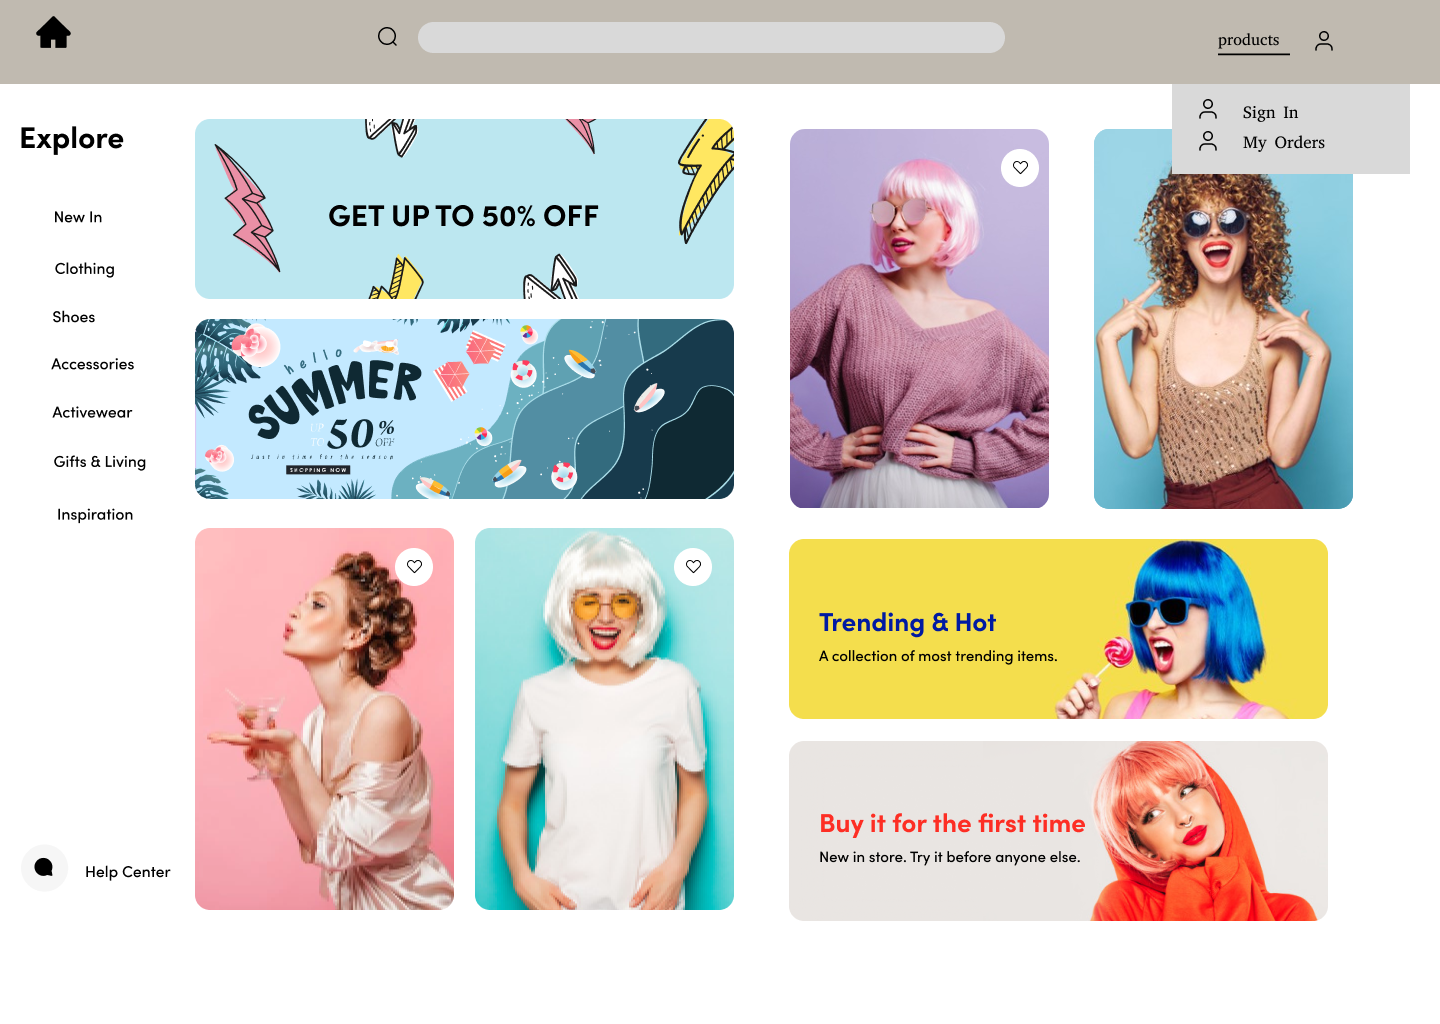 products
Sign In
My Orders
Explore
New In
Clothing
Shoes
Accessories
Activewear
Gifts & Living
Inspiration
Help Center
GET UP TO 50% OFF
hello
SUMMER
UP TO 50% OFF
Just in time for the season
SHOPPING NOW
Trending & Hot
A collection of most trending items.
Buy it for the first time
New in store. Try it before anyone else.